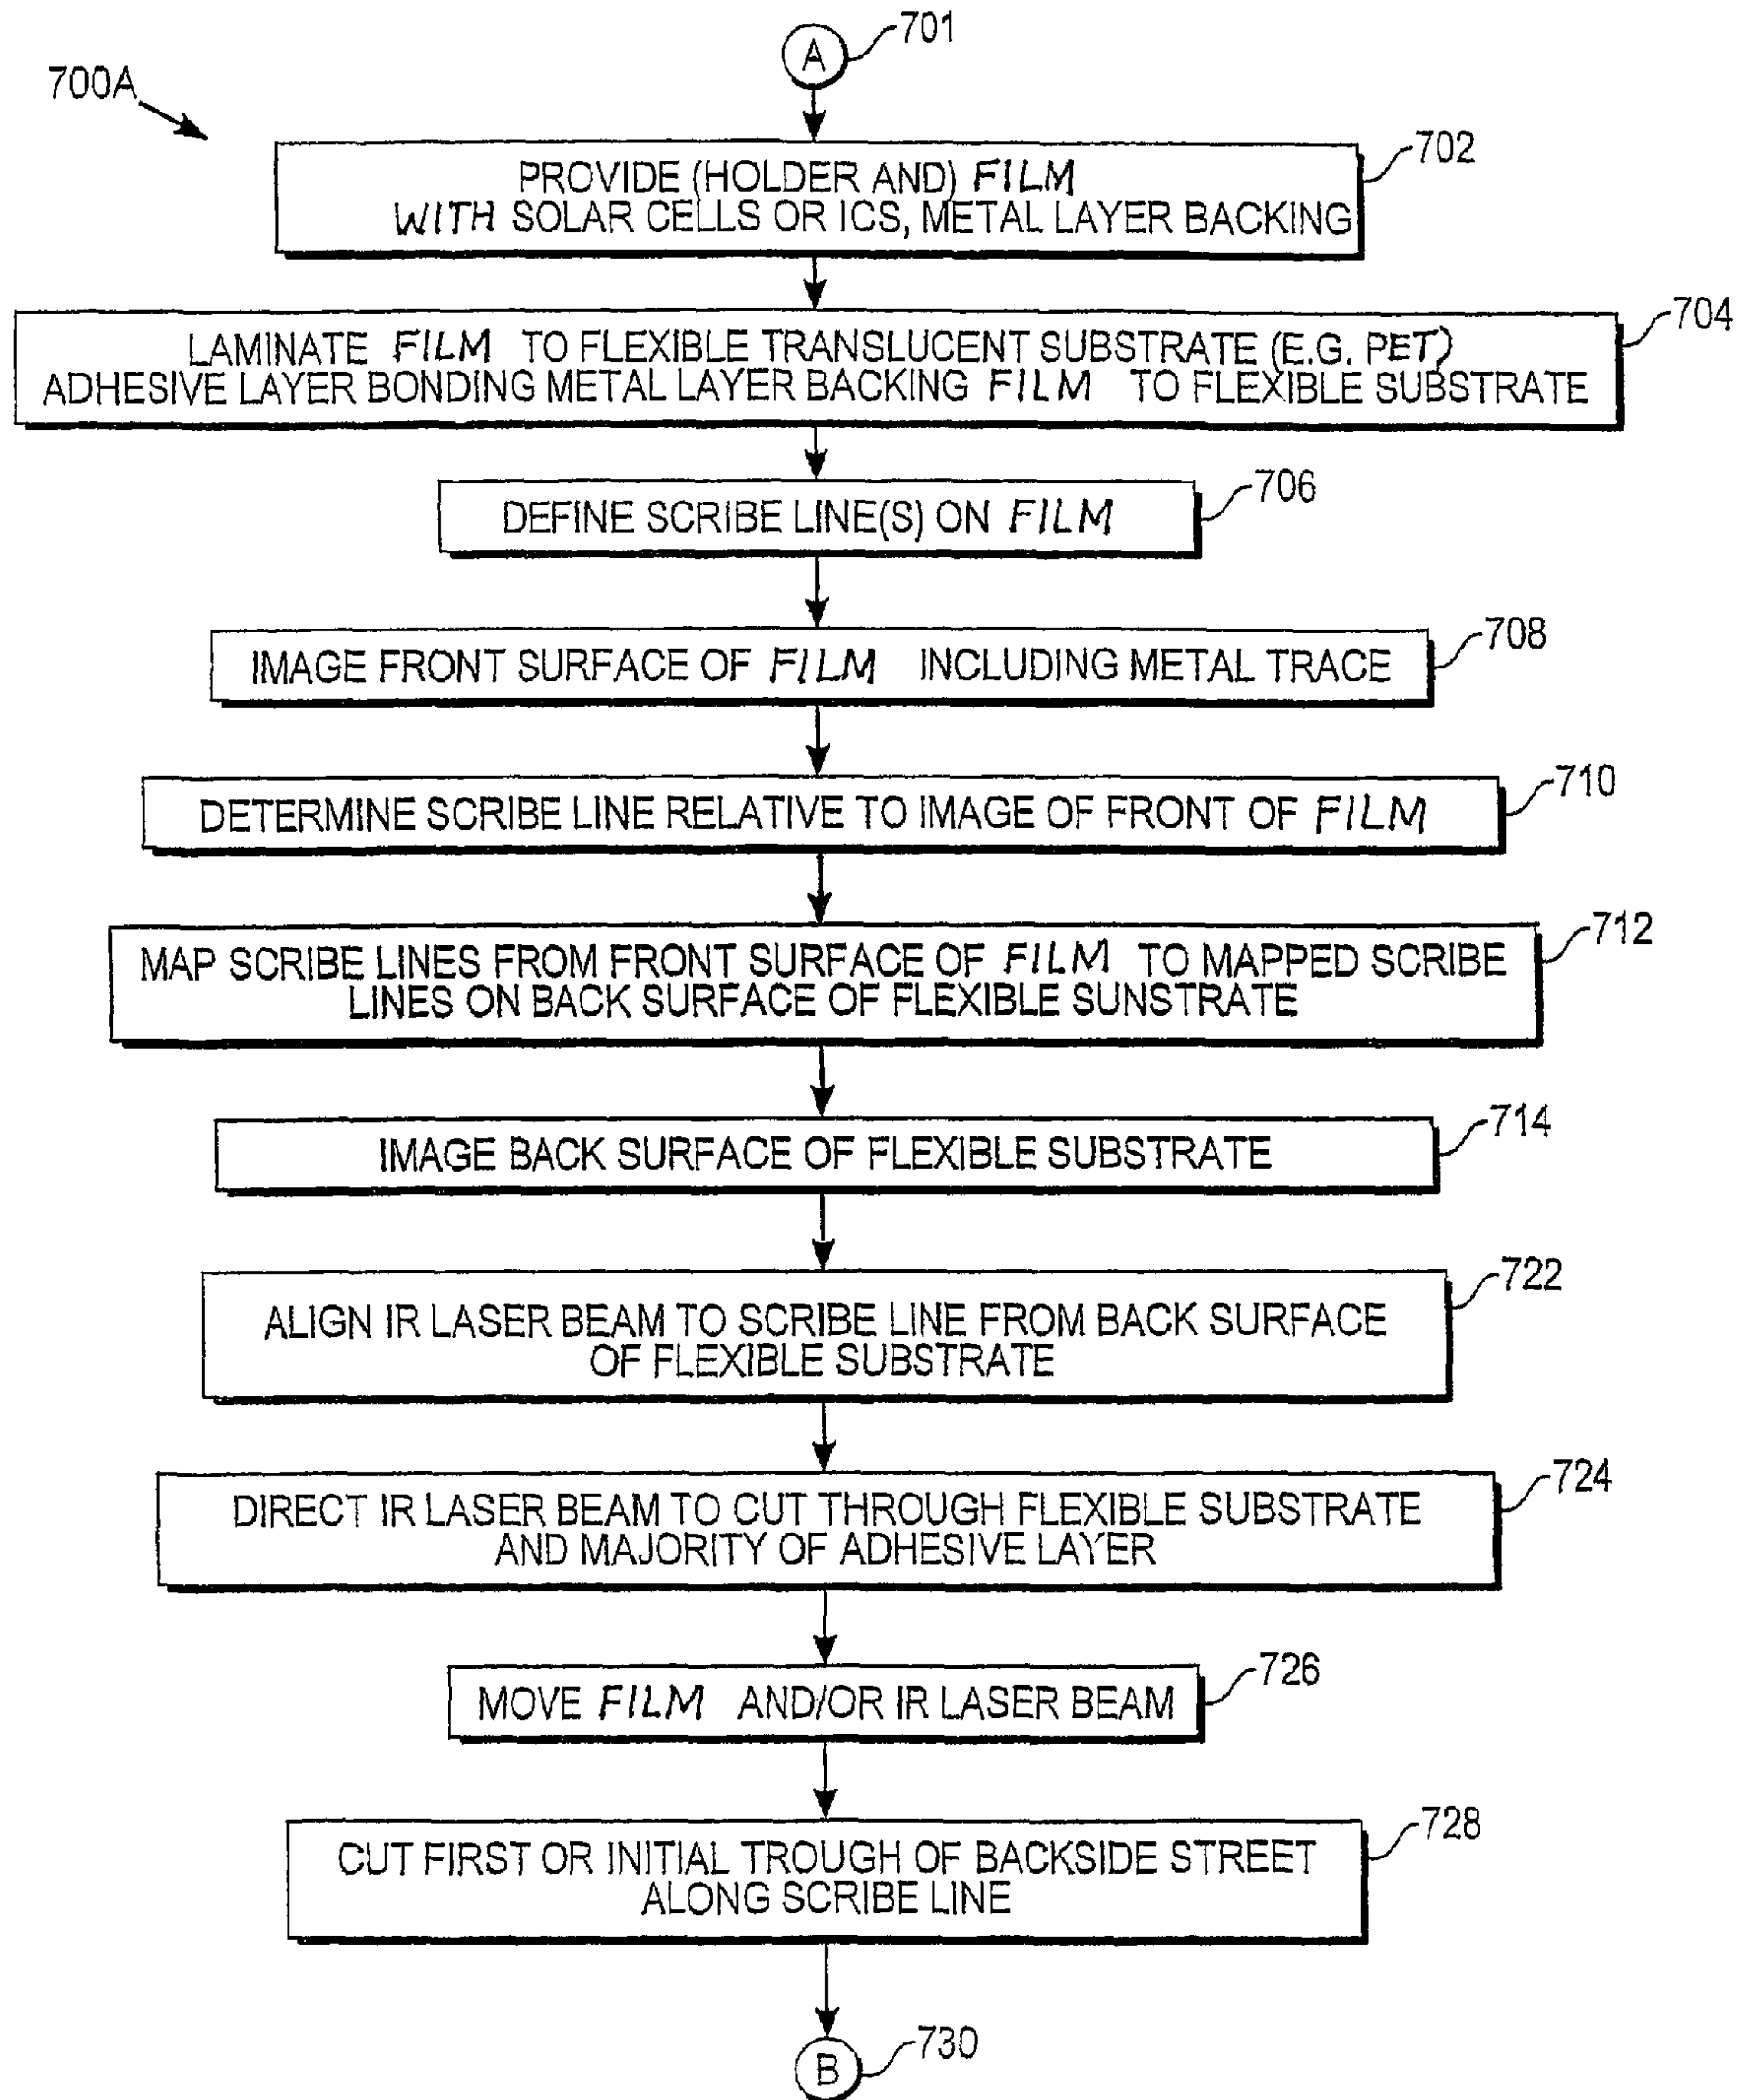 A
701
700A
702
PROVIDE (HOLDER AND) FILM
WITH SOLAR CELLS OR ICS, METAL LAYER BACKING
704
LAMINATE FILM TO FLEXIBLE TRANSLUCENT SUBSTRATE (E.G. PET)
ADHESIVE LAYER BONDING METAL LAYER BACKING FILM TO FLEXIBLE SUBSTRATE
706
DEFINE SCRIBE LINE(S) ON FILM
708
IMAGE FRONT SURFACE OF FILM INCLUDING METAL TRACE
710
DETERMINE SCRIBE LINE RELATIVE TO IMAGE OF FRONT OF FILM
712
MAP SCRIBE LINES FROM FRONT SURFACE OF FILM TO MAPPED SCRIBE
LINES ON BACK SURFACE OF FLEXIBLE SUNSTRATE
714
IMAGE BACK SURFACE OF FLEXIBLE SUBSTRATE
722
ALIGN IR LASER BEAM TO SCRIBE LINE FROM BACK SURFACE
OF FLEXIBLE SUBSTRATE
724
DIRECT IR LASER BEAM TO CUT THROUGH FLEXIBLE SUBSTRATE
AND MAJORITY OF ADHESIVE LAYER
726
MOVE FILM AND/OR IR LASER BEAM
728
CUT FIRST OR INITIAL TROUGH OF BACKSIDE STREET
ALONG SCRIBE LINE
B
730